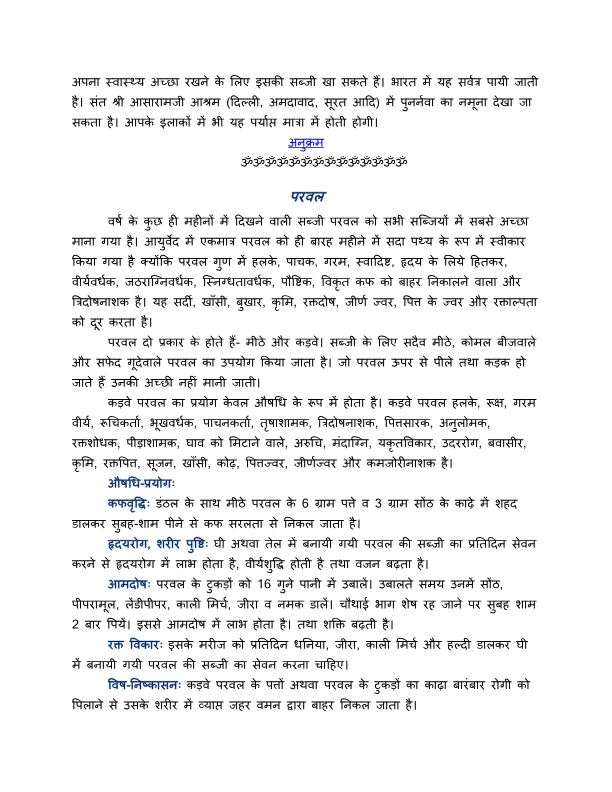 अपना स्वास्थ्य अच्छा रखने के लिए इसकी सब्जी खा सकते हैं। भारत में यह सर्वत्र पायी जाती
है। संत श्री आसारामजी आश्रम (दिल्ली, अमदावाद, सूरत आदि) में पुनर्नवा का नमूना देखा जा
सकता है। आपके इलाकों में भी यह पर्याप्त मात्रा में होती होगी।
अनुक्रम
ॐॐॐॐॐॐॐॐॐॐॐॐॐॐ
परवल
वर्ष के कुछ ही महीनों में दिखने वाली सब्जी परवल को सभी सब्जियों में सबसे अच्छा
माना गया है। आयुर्वेद में एकमात्र परवल को ही बारह महीने में सदा पथ्य के रूप में स्वीकार
किया गया है क्योंकि परवल गुण में हलके, पाचक, गरम, स्वादिष्ट, हृदय के लिये हितकर,
वीर्यवर्धक, जठराग्निवर्धक, स्निग्धतावर्धक, पौष्टिक, विकृत कफ को बाहर निकालने वाला और
त्रिदोषनाशक है। यह सर्दी, खाँसी, बुखार, कृमि, रक्तदोष, जीर्ण ज्वर, पित्त के ज्वर और रक्ताल्पता
को दूर करता है।
परवल दो प्रकार के होते हैं- मीठे और कड़वे। सब्जी के लिए सदैव मीठे, कोमल बीजवाले
और सफेद गूदेवाले परवल का उपयोग किया जाता है। जो परवल ऊपर से पीले तथा कड़क हो
जाते हैं उनकी अच्छी नहीं मानी जाती।
कड़वे परवल का प्रयोग केवल औषधि के रूप में होता है। कड़वे परवल हलके, रूक्ष, गरम
वीर्य, रूचिकर्ता, भूखवर्धक, पाचनकर्ता, तृषाशामक, त्रिदोषनाशक, पित्तसारक, अनुलोमक,
रक्तशोधक, पीड़ाशामक, घाव को मिटाने वाले, अरुचि, मंदाग्नि, यकृतविकार, उदररोग, बवासीर,
कृमि, रक्तपित्त, सूजन, खाँसी, कोढ़, पित्तज्वर, जीर्णज्वर और कमजोरीनाशक है।
औषधि-प्रयोगः
कफवृद्धिः डंठल के साथ मीठे परवल के 6 ग्राम पत्ते व 3 ग्राम सोंठ के काढ़े में शहद
डालकर सुबह-शाम पीने से कफ सरलता से निकल जाता है।
हृदयरोग, शरीर पुष्टिः घी अथवा तेल में बनायी गयी परवल की सब्जी का प्रतिदिन सेवन
करने से हृदयरोग में लाभ होता है, वीर्यशुद्धि होती है तथा वजन बढ़ता है।
आमदोषः परवल के टुकड़ों को 16 गुने पानी में उबालें। उबालते समय उनमें सोंठ,
पीपरामूल, लेंडीपीपर, काली मिर्च, जीरा व नमक डालें। चौथाई भाग शेष रह जाने पर सुबह शाम
2 बार पियें। इससे आमदोष में लाभ होता है। तथा शक्ति बढ़ती है।
रक्त विकारः इसके मरीज को प्रतिदिन धनिया, जीरा, काली मिर्च और हल्दी डालकर घी
में बनायी गयी परवल की सब्जी का सेवन करना चाहिए।
विष-निष्कासनः कड़वे परवल के पत्तों अथवा परवल के टुकड़ों का काढ़ा बारंबार रोगी को
पिलाने से उसके शरीर में व्याप्त जहर वमन द्वारा बाहर निकल जाता है।